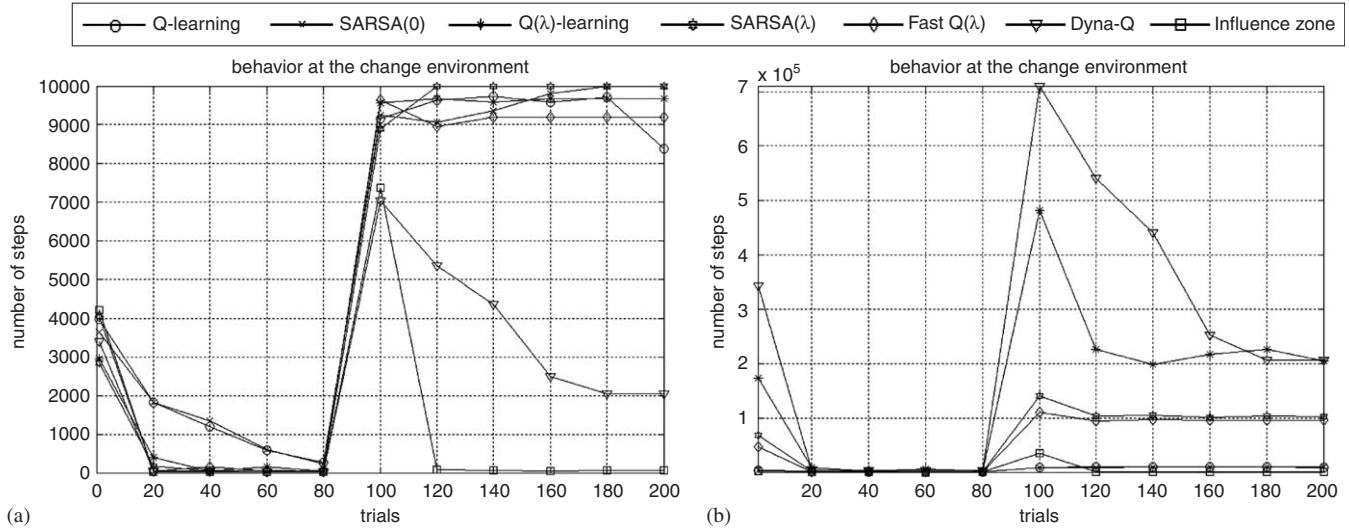 Q-learning SARSA(0) Q(λ)-learning SARSA(λ) Fast Q(λ) Dyna-Q Influence zone
behavior at the change environment
number of steps
10000
9000
8000
7000
6000
5000
4000
3000
2000
1000
0
0 20 40 60 80 100 120 140 160 180 200
trials
(a)
behavior at the change environment
x 10⁵
number of steps
7
6
5
4
3
2
1
20 40 60 80 100 120 140 160 180 200
trials
(b)